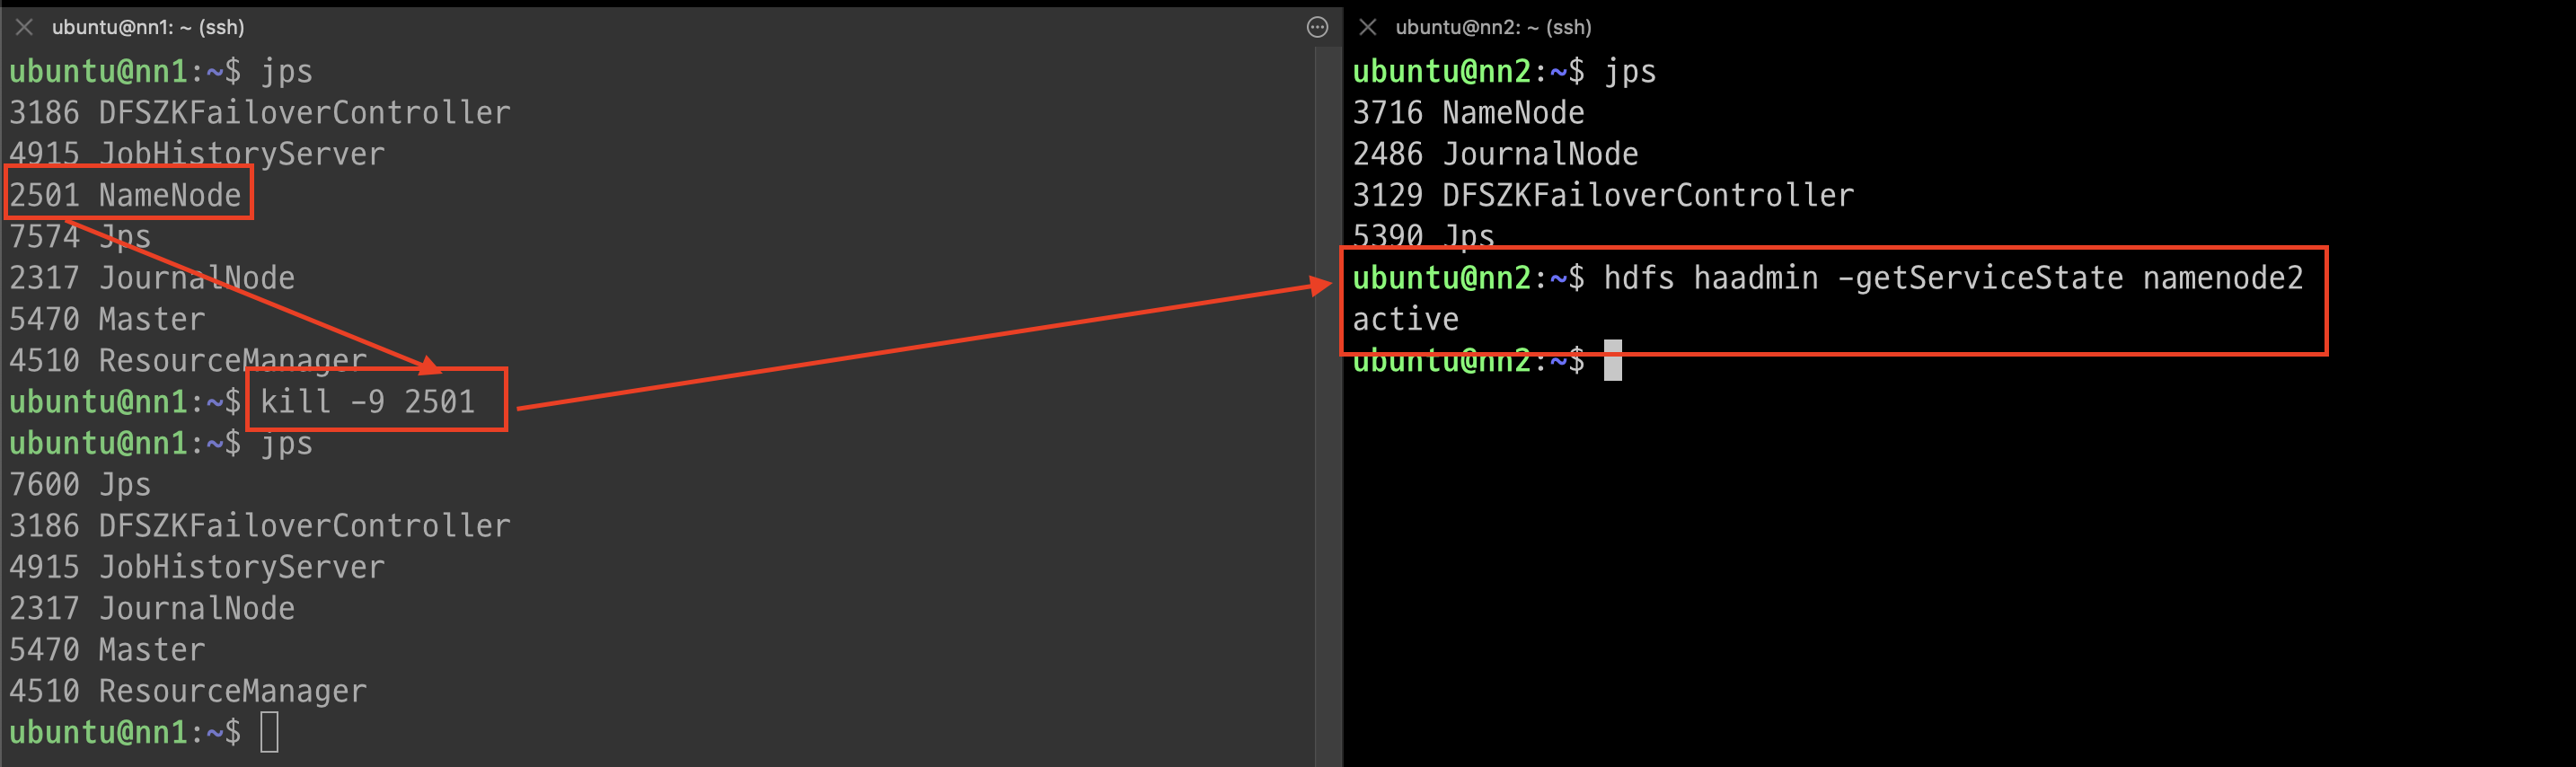 ubuntu@nn1: ~ (ssh)
ubuntu@nn1:~$ jps
3186 DFSZKFailoverController
4915 JobHistoryServer
2501 NameNode
7574 Jps
2317 JournalNode
5470 Master
4510 ResourceManager
ubuntu@nn1:~$ kill -9 2501
ubuntu@nn1:~$ jps
7600 Jps
3186 DFSZKFailoverController
4915 JobHistoryServer
2317 JournalNode
5470 Master
4510 ResourceManager
ubuntu@nn1:~$
ubuntu@nn2: ~ (ssh)
ubuntu@nn2:~$ jps
3716 NameNode
2486 JournalNode
3129 DFSZKFailoverController
5390 Jps
ubuntu@nn2:~$ hdfs haadmin -getServiceState namenode2
active
ubuntu@nn2:~$